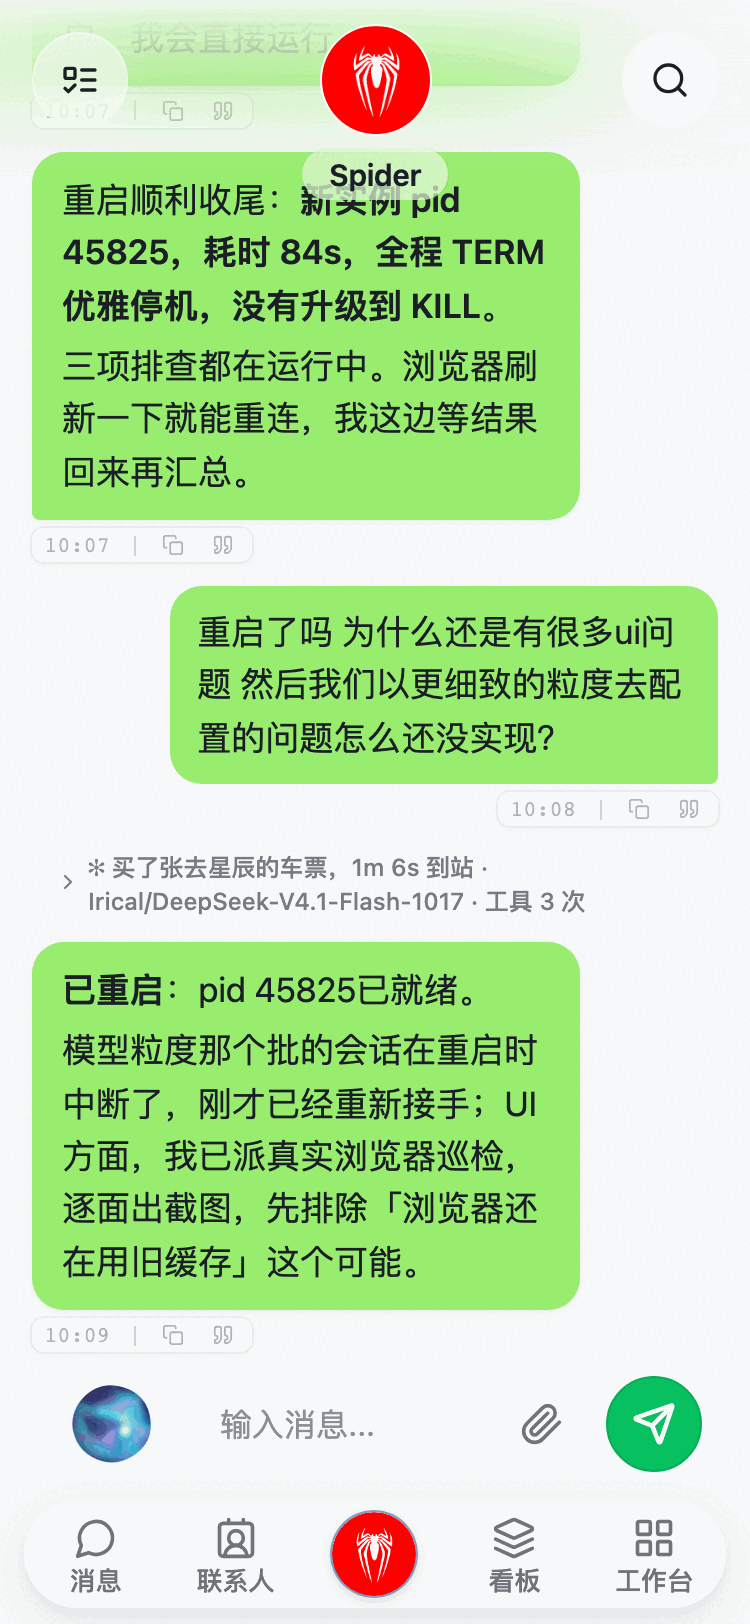 我会直接运行
10:07
Spider
重启顺利收尾：新实例 pid
45825，耗时 84s，全程 TERM
优雅停机，没有升级到 KILL。
三项排查都在运行中。浏览器刷
新一下就能重连，我这边等结果
回来再汇总。
10:07
重启了吗 为什么还是有很多ui问
题 然后我们以更细致的粒度去配
置的问题怎么还没实现?
10:08
✻ 买了张去星辰的车票，1m 6s 到站 ·
Irical/DeepSeek-V4.1-Flash-1017 · 工具 3 次
已重启：pid 45825已就绪。
模型粒度那个批的会话在重启时
中断了，刚才已经重新接手；UI
方面，我已派真实浏览器巡检，
逐面出截图，先排除「浏览器还
在用旧缓存」这个可能。
10:09
输入消息...
消息
联系人
看板
工作台